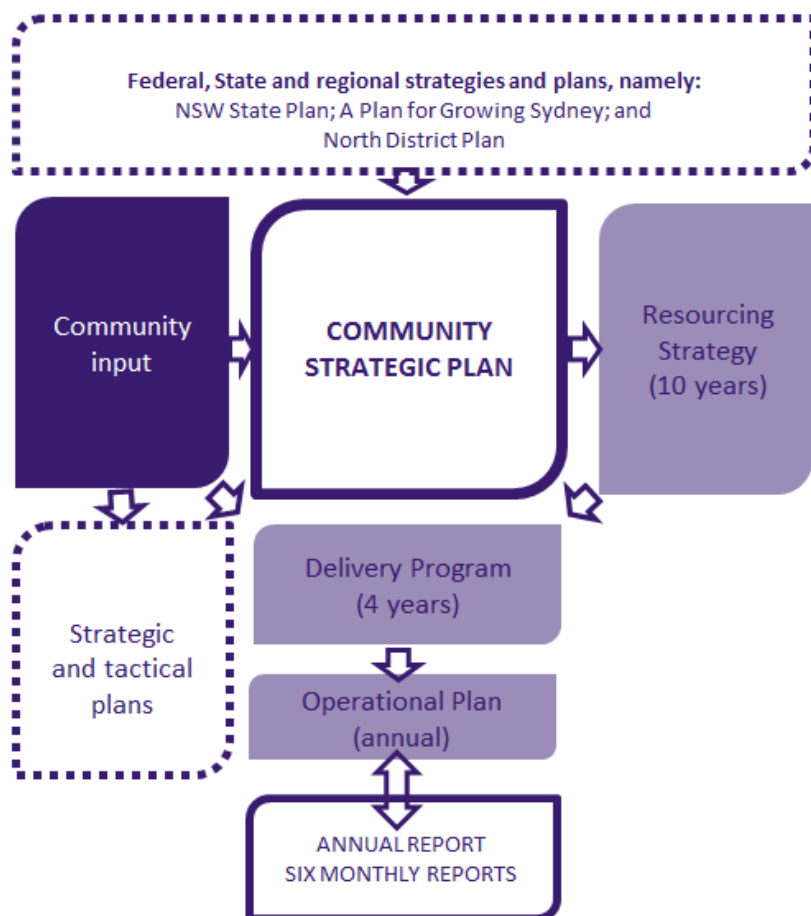 Federal, State and regional strategies and plans, namely:
NSW State Plan; A Plan for Growing Sydney; and
North District Plan
Community
input
COMMUNITY
STRATEGIC PLAN
Resourcing
Strategy
(10 years)
Strategic
and tactical
plans
Delivery Program
(4 years)
Operational Plan
(annual)
ANNUAL REPORT
SIX MONTHLY REPORTS